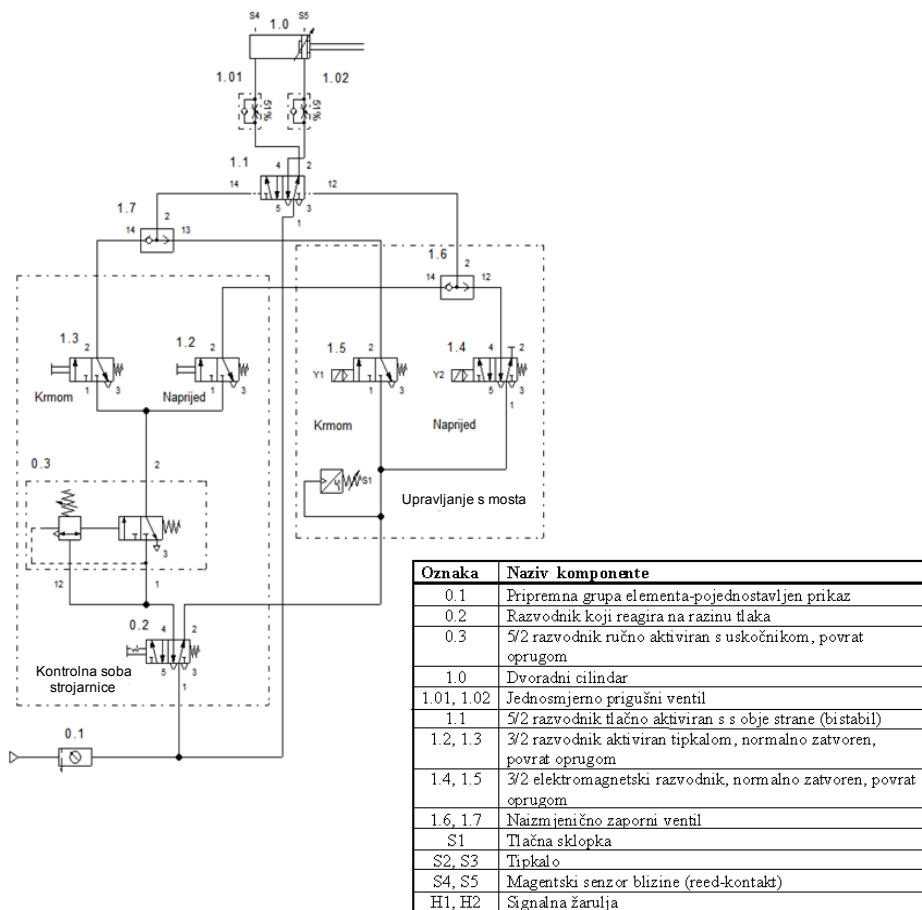 S4 S5
1.0
1.01 1.02
51% 51%
1.1 4 2
14 12
5 3
1
1.7
2
14 13
1.6
2
14 12
1.3 2
1 3
Krmom
1.2 2
1 3
Naprijed
1.5 2
Y1
1 3
Krmom
1.4 4 2
Y2
5 3
1
Naprijed
S1
Upravljanje s mosta
2
0.3
3
12 1
0.2 4 2
5 3
1
Kontrolna soba
strojarnice
0.1
Oznaka Naziv komponente
0.1 Pripremna grupa elementa-pojednostavljen prikaz
0.2 Razvodnik koji reagira na razinu tlaka
0.3 5/2 razvodnik ručno aktiviran s uskočnikom, povrat
oprugom
1.0 Dvoradni cilindar
1.01, 1.02 Jednosmjerno prigušni ventil
1.1 5/2 razvodnik tlačno aktiviran s s obje strane (bistabil)
1.2, 1.3 3/2 razvodnik aktiviran tipkalom, normalno zatvoren,
povrat oprugom
1.4, 1.5 3/2 elektromagnetski razvodnik, normalno zatvoren, povrat
oprugom
1.6, 1.7 Naizmjenično zaporni ventil
S1 Tlačna sklopka
S2, S3 Tipkalo
S4, S5 Magentski senzor blizine (reed-kontakt)
H1, H2 Signalna žarulja